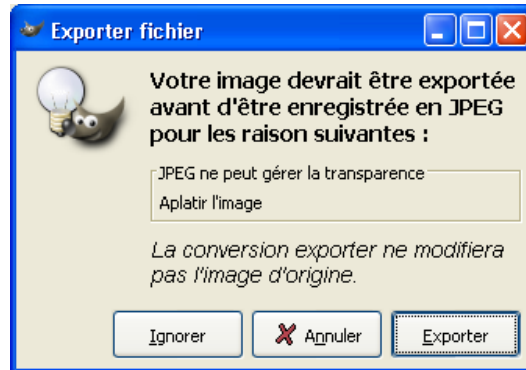 Exporter fichier
Votre image devrait être exportée
avant d'être enregistrée en JPEG
pour les raison suivantes :
JPEG ne peut gérer la transparence
Aplatir l'image
La conversion exporter ne modifiera
pas l'image d'origine.
Ignorer Annuler Exporter